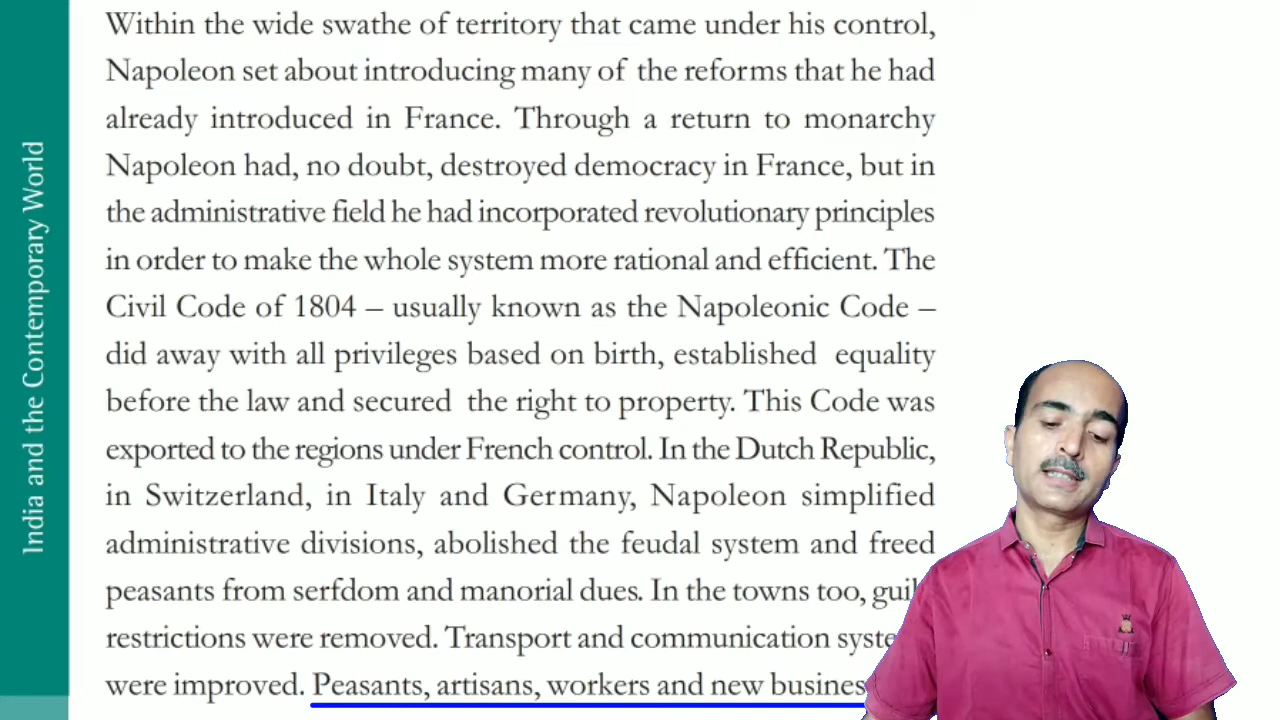 India and the Contemporary World
Within the wide swathe of territory that came under his control,
Napoleon set about introducing many of the reforms that he had
already introduced in France. Through a return to monarchy
Napoleon had, no doubt, destroyed democracy in France, but in
the administrative field he had incorporated revolutionary principles
in order to make the whole system more rational and efficient. The
Civil Code of 1804 – usually known as the Napoleonic Code –
did away with all privileges based on birth, established equality
before the law and secured the right to property. This Code was
exported to the regions under French control. In the Dutch Republic,
in Switzerland, in Italy and Germany, Napoleon simplified
administrative divisions, abolished the feudal system and freed
peasants from serfdom and manorial dues. In the towns too,
restrictions were removed. Transport and communication
were improved. Peasants, artisans, workers and new